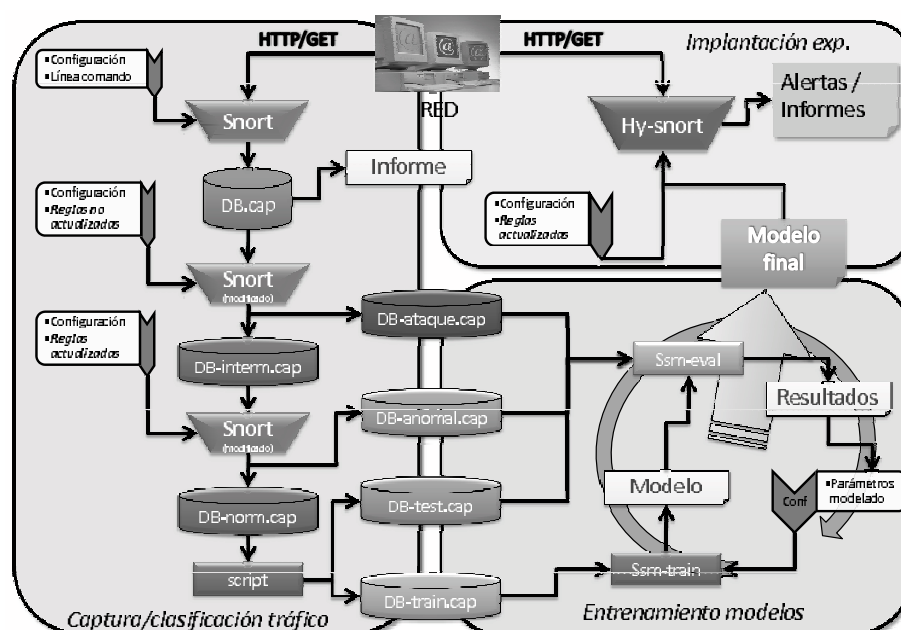 HTTP/GET
HTTP/GET
Implantación exp.
▪Configuración
▪Línea comando
Snort
RED
Hy-snort
Alertas /
Informes
Informe
DB.cap
▪Configuración
▪Reglas no
actualizadas
▪Configuración
▪Reglas
actualizadas
Modelo
final
Snort
(modificado)
DB-ataque.cap
▪Configuración
▪Reglas
actualizadas
DB-interm.cap
Ssm-eval
Resultados
Snort
(modificado)
DB-anomal.cap
Modelo
Conf
▪Parámetros
modelado
DB-norm.cap
DB-test.cap
script
Ssm-train
DB-train.cap
Captura/clasificación tráfico
Entrenamiento modelos